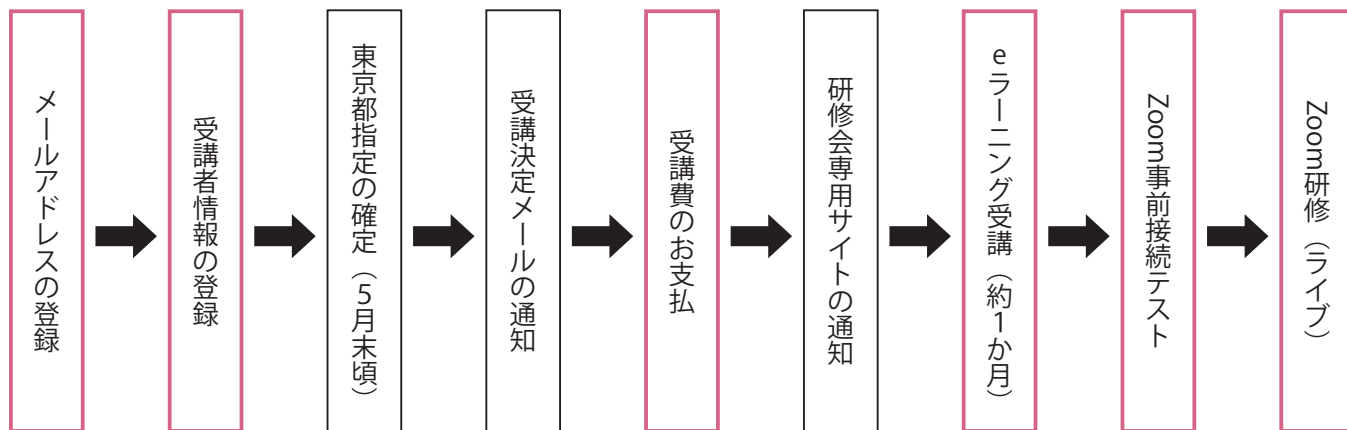 メールアドレスの登録
受講者情報の登録
東京都指定の確定（5月末頃）
受講決定メールの通知
受講費のお支払
研修会専用サイトの通知
eラーニング受講（約1か月）
Zoom事前接続テスト
Zoom研修（ライブ）